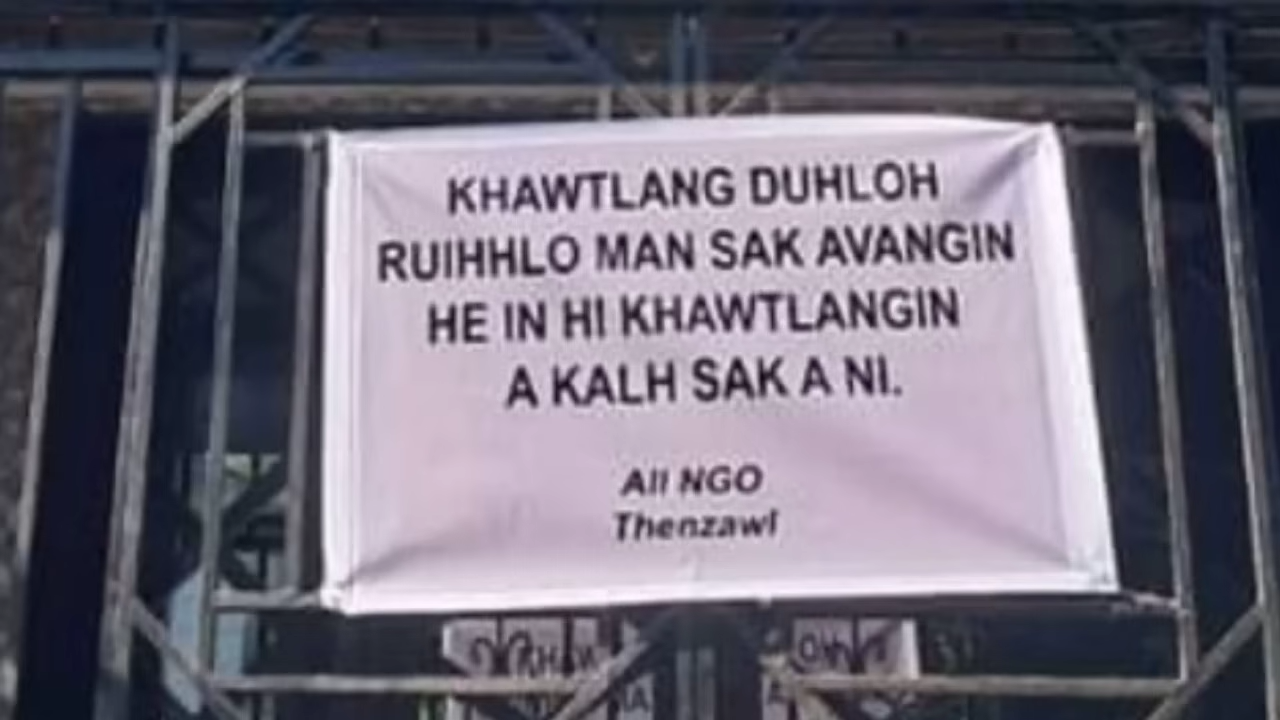 KHAWTLANG DUHLOH
RUIHHLO MAN SAK AVANGIN
HE IN HI KHAWTLANGIN
A KALH SAK A NI.
All NGO
Thenzawl